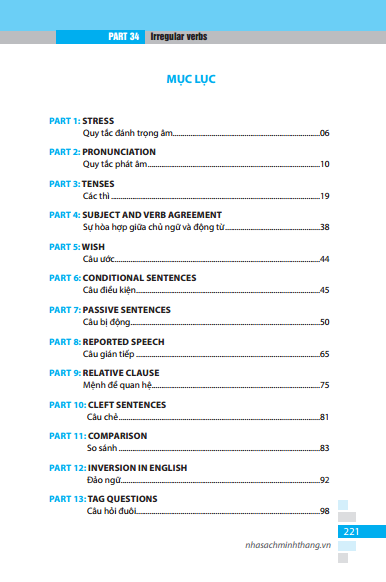 PART 34 Irregular verbs
MỤC LỤC
PART 1: STRESS
Quy tắc đánh trọng âm....................06
PART 2: PRONUNCIATION
Quy tắc phát âm....................10
PART 3: TENSES
Các thì....................19
PART 4: SUBJECT AND VERB AGREEMENT
Sự hòa hợp giữa chủ ngữ và động từ....................38
PART 5: WISH
Câu ước....................44
PART 6: CONDITIONAL SENTENCES
Câu điều kiện....................45
PART 7: PASSIVE SENTENCES
Câu bị động....................50
PART 8: REPORTED SPEECH
Câu gián tiếp....................65
PART 9: RELATIVE CLAUSE
Mệnh đề quan hệ....................75
PART 10: CLEFT SENTENCES
Câu chẻ....................81
PART 11: COMPARISON
So sánh....................83
PART 12: INVERSION IN ENGLISH
Đảo ngữ....................92
PART 13: TAG QUESTIONS
Câu hỏi đuôi....................98
221
nhasachminhthang.vn